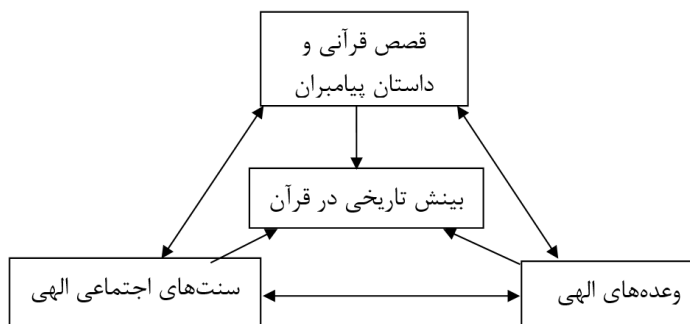 قصص قرآنی و
داستان پیامبران
بینش تاریخی در قرآن
وعده‌های الهی
سنت‌های اجتماعی الهی